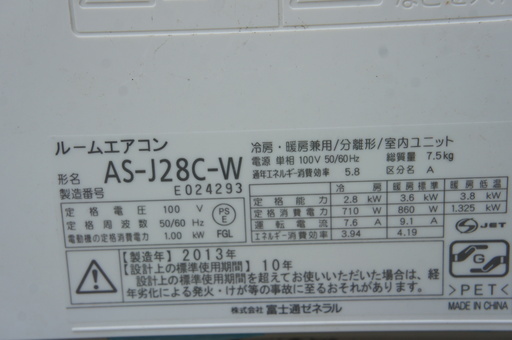 ルームエアコン
形名 AS-J28C-W
製造番号 E024293
冷房・暖房兼用/分離形/室内ユニット
電源 単相 100V 50/60Hz 総質量 7.5kg
通年エネルギー消費効率 5.8 区分名 A
定格電圧 100 V
定格周波数 50/60 Hz
電動機の定格消費電力 1.00 kW
PS E
FGL
冷房 暖房標準 暖房低温
定格能力 2.8 kW 3.6 kW 3.8 kW
定格消費電力 710 W 860 W 1.325 kW
運転電流 7.6 A 9.1 A
エネルギー消費効率 3.94 4.19
JET
【製造年】2013年
【設計上の標準使用期間】10年
設計上の標準使用期間を超えてお使いいただいた場合は、経
年劣化による発火・けが等の事故に至るおそれがあります。
>PET<
MADE IN CHINA
株式会社 富士通ゼネラル